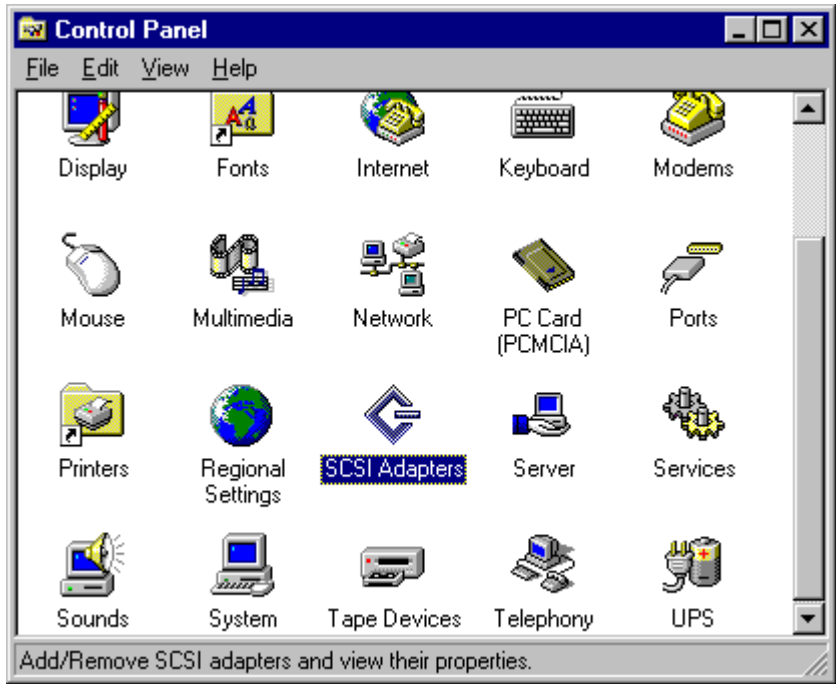 Control Panel
File Edit View Help
Display Fonts Internet Keyboard Modems
Mouse Multimedia Network PC Card Ports
(PCMCIA)
Printers Regional SCSI Adapters Server Services
Settings
Sounds System Tape Devices Telephony UPS
Add/Remove SCSI adapters and view their properties.